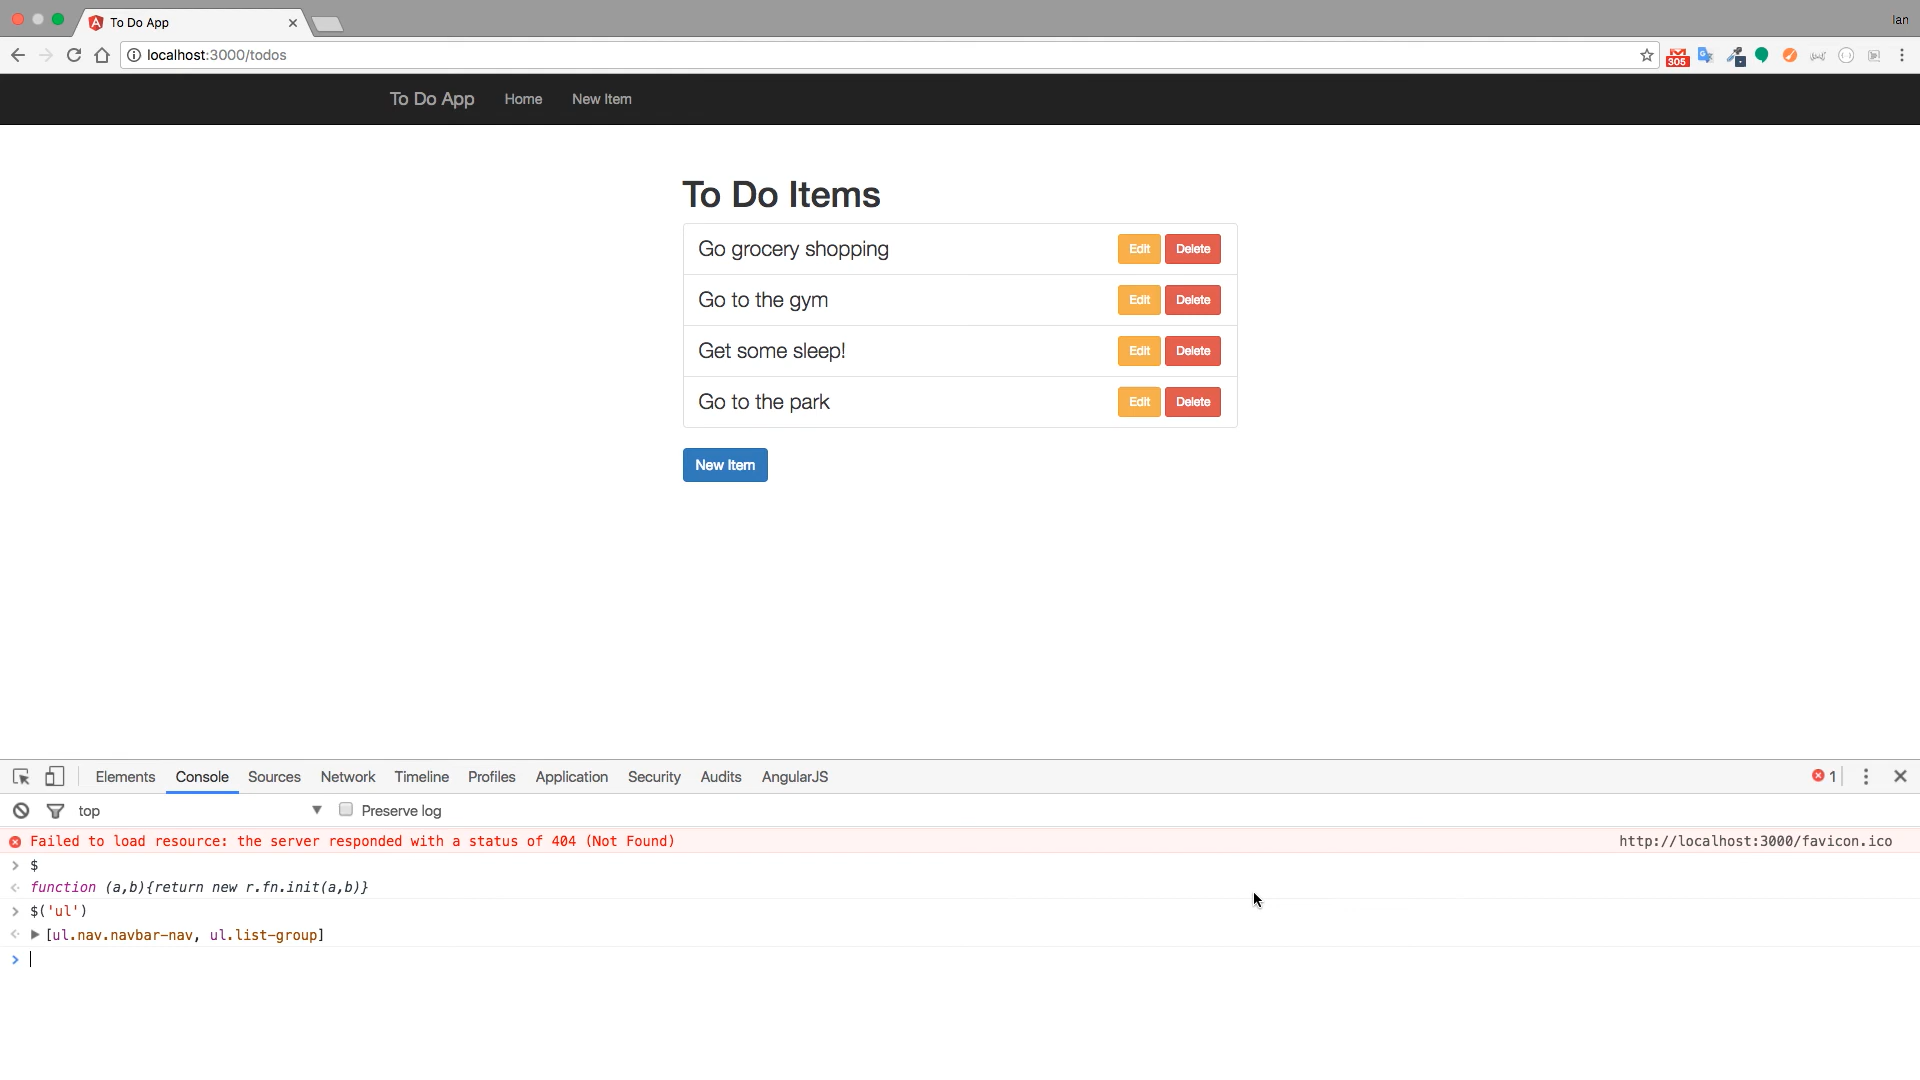 To Do App
Ian
localhost:3000/todos
305
To Do App Home New Item
To Do Items
Go grocery shopping Edit Delete
Go to the gym Edit Delete
Get some sleep! Edit Delete
Go to the park Edit Delete
New Item
Elements Console Sources Network Timeline Profiles Application Security Audits AngularJS 1
top Preserve log
Failed to load resource: the server responded with a status of 404 (Not Found) http://localhost:3000/favicon.ico
> $
function (a,b){return new r.fn.init(a,b)}
> $('ul')
[ul.nav.navbar-nav, ul.list-group]
>